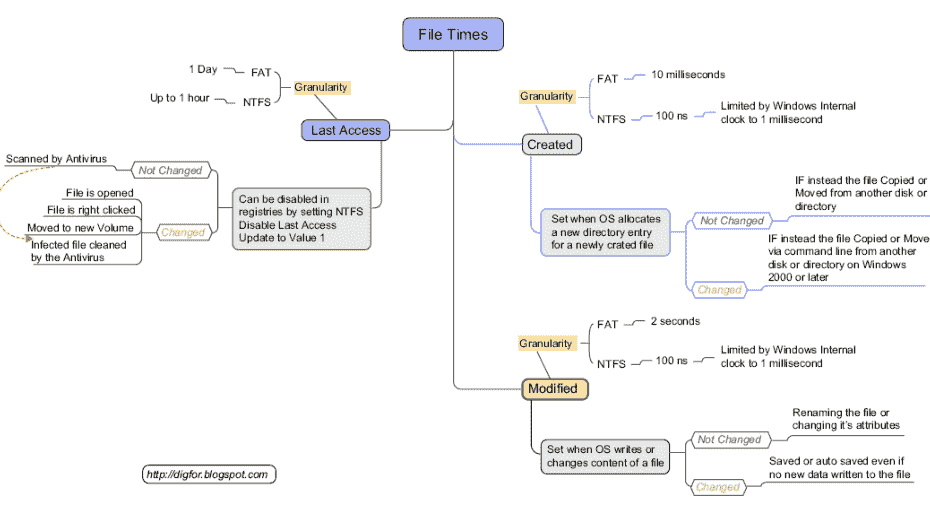 File Times
Last Access
Granularity
FAT
1 Day
NTFS
Up to 1 hour
Can be disabled in
registries by setting NTFS
Disable Last Access
Update to Value 1
Not Changed
Scanned by Antivirus
Changed
File is opened
File is right clicked
Moved to new Volume
Infected file cleaned
by the Antivirus
Created
Granularity
FAT
10 milliseconds
NTFS
100 ns
Limited by Windows Internal
clock to 1 millisecond
Set when OS allocates
a new directory entry
for a newly crated file
Not Changed
IF instead the file Copied or
Moved from another disk or
directory
Changed
IF instead the file Copied or Move
via command line from another
disk or directory on Windows
2000 or later
Modified
Granularity
FAT
2 seconds
NTFS
100 ns
Limited by Windows Internal
clock to 1 millisecond
Set when OS writes or
changes content of a file
Not Changed
Renaming the file or
changing it's attributes
Changed
Saved or auto saved even if
no new data written to the file
http://digfor.blogspot.com